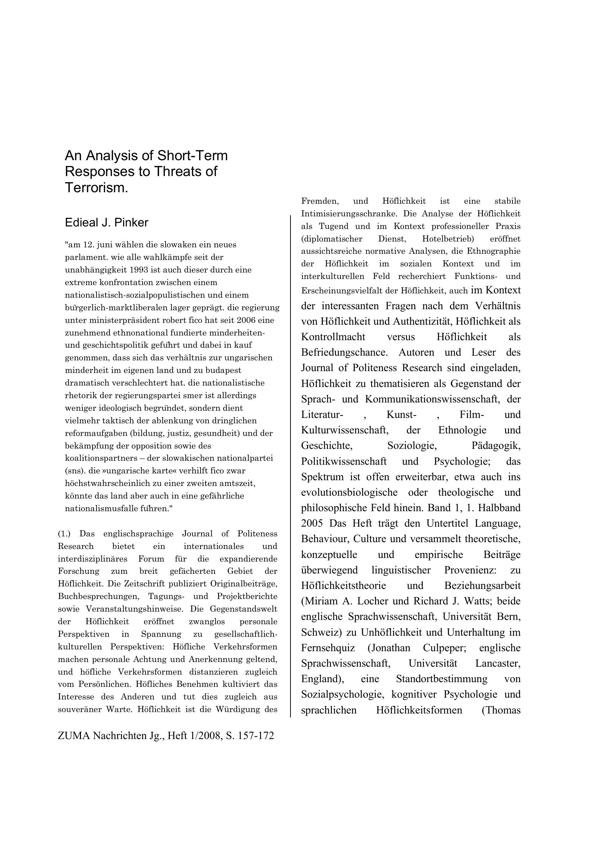 An Analysis of Short-Term
Responses to Threats of
Terrorism.
Edieal J. Pinker
"am 12. juni wählen die slowaken ein neues
parlament. wie alle wahlkämpfe seit der
unabhängigkeit 1993 ist auch dieser durch eine
extreme konfrontation zwischen einem
nationalistisch-sozialpopulistischen und einem
bürgerlich-marktliberalen lager geprägt. die regierung
unter ministerpräsident robert fico hat seit 2006 eine
zunehmend ethnonational fundierte minderheiten-
und geschichtspolitik geführt und dabei in kauf
genommen, dass sich das verhältnis zur ungarischen
minderheit im eigenen land und zu budapest
dramatisch verschlechtert hat. die nationalistische
rhetorik der regierungspartei smer ist allerdings
weniger ideologisch begründet, sondern dient
vielmehr taktisch der ablenkung von dringlichen
reformaufgaben (bildung, justiz, gesundheit) und der
bekämpfung der opposition sowie des
koalitionspartners – der slowakischen nationalpartei
(sns). die »ungarische karte« verhilft fico zwar
höchstwahrscheinlich zu einer zweiten amtszeit,
könnte das land aber auch in eine gefährliche
nationalismusfalle führen."
(1.) Das englischsprachige Journal of Politeness
Research bietet ein internationales und
interdisziplinäres Forum für die expandierende
Forschung zum breit gefächerten Gebiet der
Höflichkeit. Die Zeitschrift publiziert Originalbeiträge,
Buchbesprechungen, Tagungs- und Projektberichte
sowie Veranstaltungshinweise. Die Gegenstandswelt
der Höflichkeit eröffnet zwanglos personale
Perspektiven in Spannung zu gesellschaftlich-
kulturellen Perspektiven: Höfliche Verkehrsformen
machen personale Achtung und Anerkennung geltend,
und höfliche Verkehrsformen distanzieren zugleich
vom Persönlichen. Höfliches Benehmen kultiviert das
Interesse des Anderen und tut dies zugleich aus
souveräner Warte. Höflichkeit ist die Würdigung des
Fremden, und Höflichkeit ist eine stabile
Intimisierungsschranke. Die Analyse der Höflichkeit
als Tugend und im Kontext professioneller Praxis
(diplomatischer Dienst, Hotelbetrieb) eröffnet
aussichtsreiche normative Analysen, die Ethnographie
der Höflichkeit im sozialen Kontext und im
interkulturellen Feld recherchiert Funktions- und
Erscheinungsvielfalt der Höflichkeit, auch im Kontext
der interessanten Fragen nach dem Verhältnis
von Höflichkeit und Authentizität, Höflichkeit als
Kontrollmacht versus Höflichkeit als
Befriedungschance. Autoren und Leser des
Journal of Politeness Research sind eingeladen,
Höflichkeit zu thematisieren als Gegenstand der
Sprach- und Kommunikationswissenschaft, der
Literatur- , Kunst- , Film- und
Kulturwissenschaft, der Ethnologie und
Geschichte, Soziologie, Pädagogik,
Politikwissenschaft und Psychologie; das
Spektrum ist offen erweiterbar, etwa auch ins
evolutionsbiologische oder theologische und
philosophische Feld hinein. Band 1, 1. Halbband
2005 Das Heft trägt den Untertitel Language,
Behaviour, Culture und versammelt theoretische,
konzeptuelle und empirische Beiträge
überwiegend linguistischer Provenienz: zu
Höflichkeitstheorie und Beziehungsarbeit
(Miriam A. Locher und Richard J. Watts; beide
englische Sprachwissenschaft, Universität Bern,
Schweiz) zu Unhöflichkeit und Unterhaltung im
Fernsehquiz (Jonathan Culpeper; englische
Sprachwissenschaft, Universität Lancaster,
England), eine Standortbestimmung von
Sozialpsychologie, kognitiver Psychologie und
sprachlichen Höflichkeitsformen (Thomas
ZUMA Nachrichten Jg., Heft 1/2008, S. 157-172